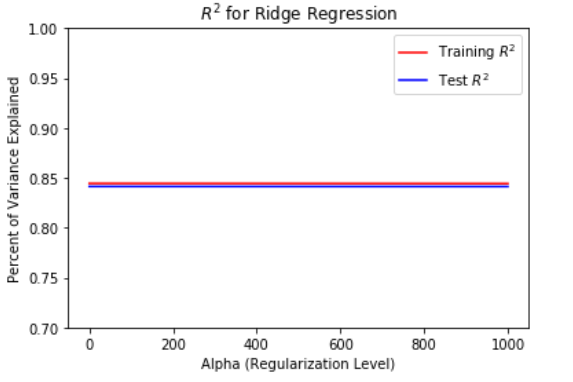 R² for Ridge Regression
1.00
0.95
0.90
0.85
0.80
0.75
0.70
Percent of Variance Explained
Training R²
Test R²
0 200 400 600 800 1000
Alpha (Regularization Level)